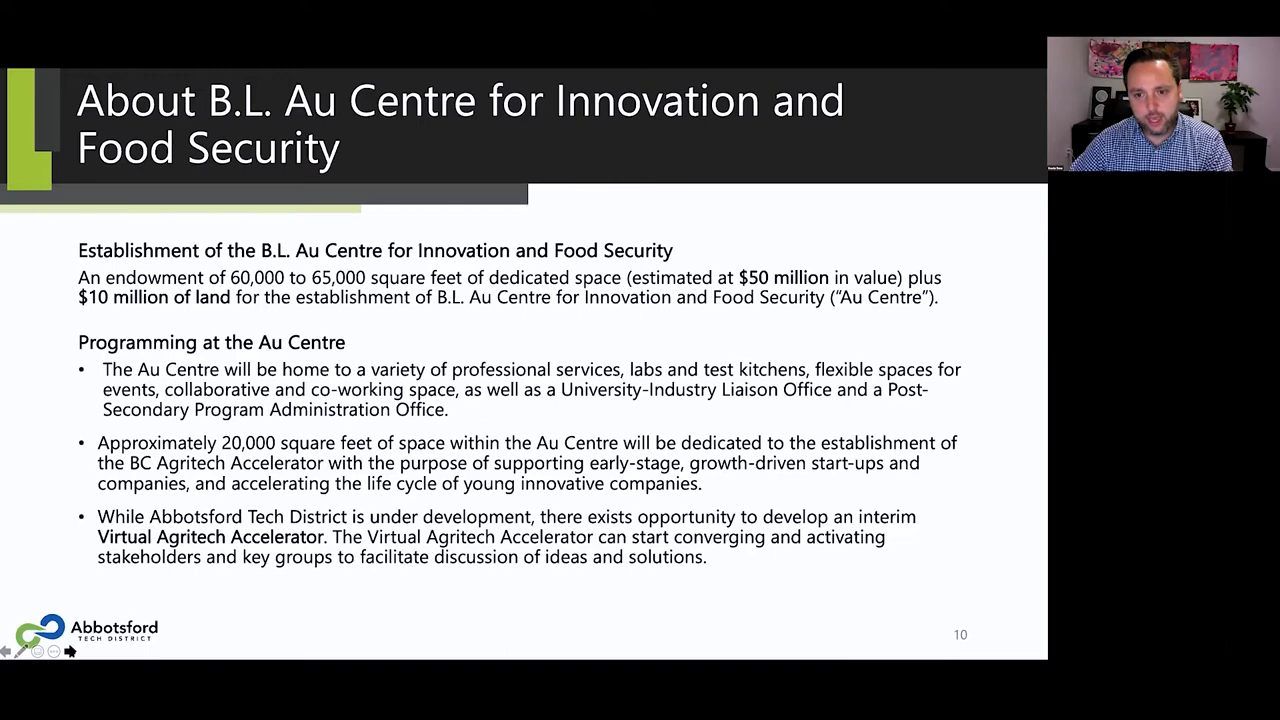 About B.L. Au Centre for Innovation and
Food Security
Establishment of the B.L. Au Centre for Innovation and Food Security
An endowment of 60,000 to 65,000 square feet of dedicated space (estimated at $50 million in value) plus
$10 million of land for the establishment of B.L. Au Centre for Innovation and Food Security (“Au Centre”).
Programming at the Au Centre
• The Au Centre will be home to a variety of professional services, labs and test kitchens, flexible spaces for
events, collaborative and co-working space, as well as a University-Industry Liaison Office and a Post-
Secondary Program Administration Office.
• Approximately 20,000 square feet of space within the Au Centre will be dedicated to the establishment of
the BC Agritech Accelerator with the purpose of supporting early-stage, growth-driven start-ups and
companies, and accelerating the life cycle of young innovative companies.
• While Abbotsford Tech District is under development, there exists opportunity to develop an interim
Virtual Agritech Accelerator. The Virtual Agritech Accelerator can start converging and activating
stakeholders and key groups to facilitate discussion of ideas and solutions.
Abbotsford
TECH DISTRICT
10